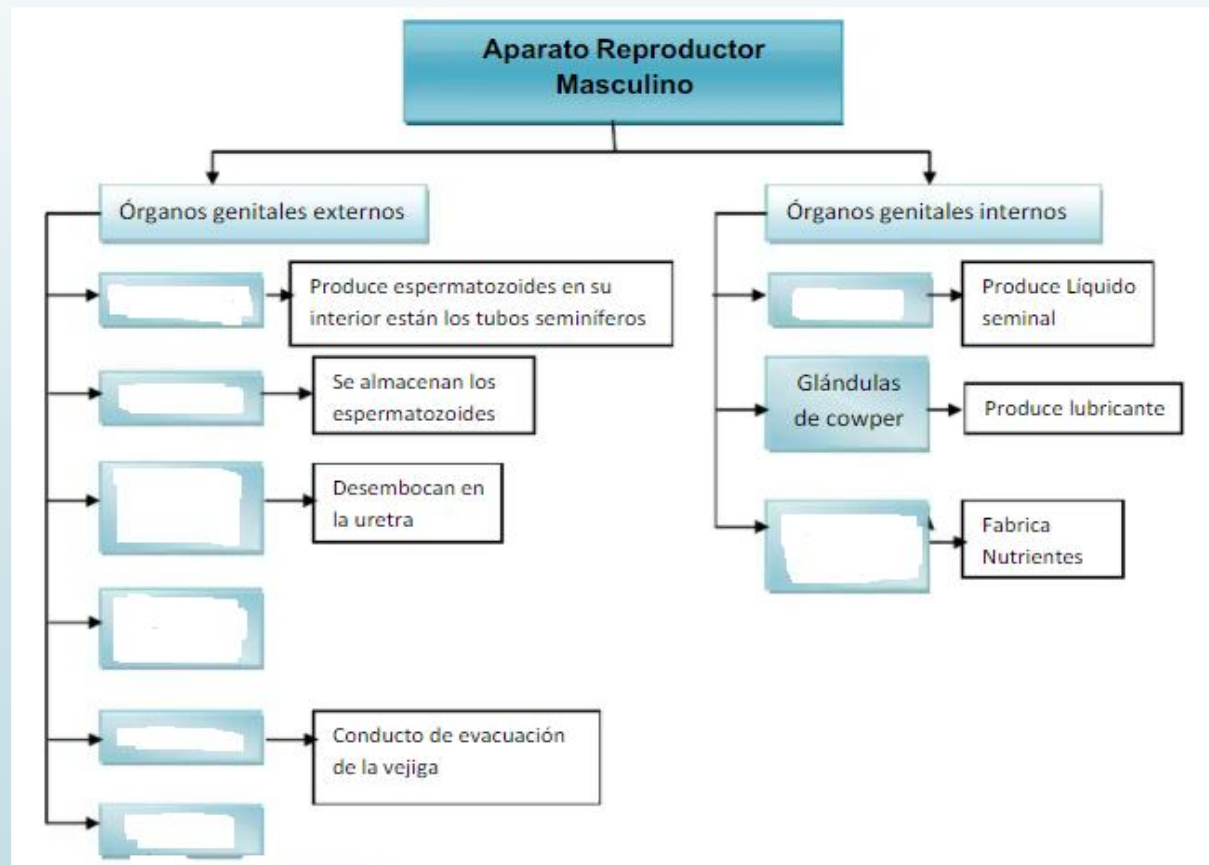 Aparato Reproductor
Masculino
Órganos genitales externos
Produce espermatozoides en su
interior están los tubos seminíferos
Se almacenan los
espermatozoides
Desembocan en
la uretra
Conducto de evacuación
de la vejiga
Órganos genitales internos
Produce Líquido
seminal
Glándulas
de cowper
Produce lubricante
Fabrica
Nutrientes